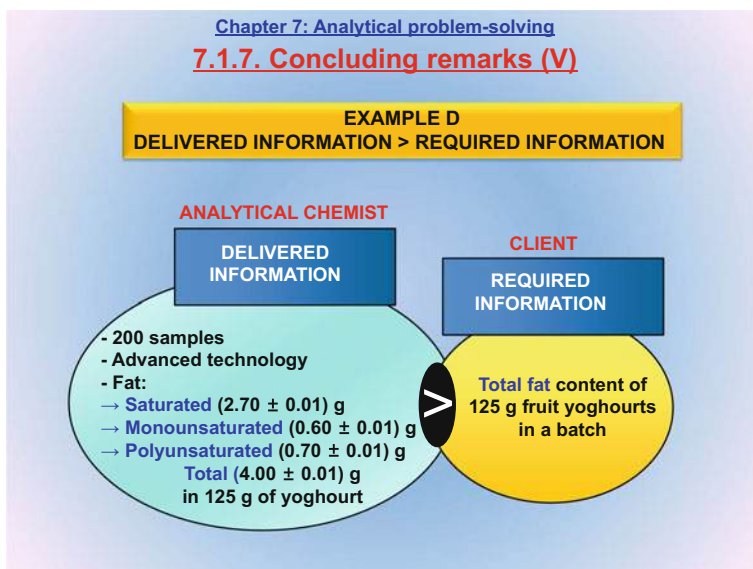 Chapter 7: Analytical problem-solving
7.1.7. Concluding remarks (V)
EXAMPLE D
DELIVERED INFORMATION > REQUIRED INFORMATION
ANALYTICAL CHEMIST
DELIVERED
INFORMATION
- 200 samples
- Advanced technology
- Fat:
→ Saturated (2.70 ± 0.01) g
→ Monounsaturated (0.60 ± 0.01) g
→ Polyunsaturated (0.70 ± 0.01) g
Total (4.00 ± 0.01) g
in 125 g of yoghourt
>
CLIENT
REQUIRED
INFORMATION
Total fat content of
125 g fruit yoghourts
in a batch